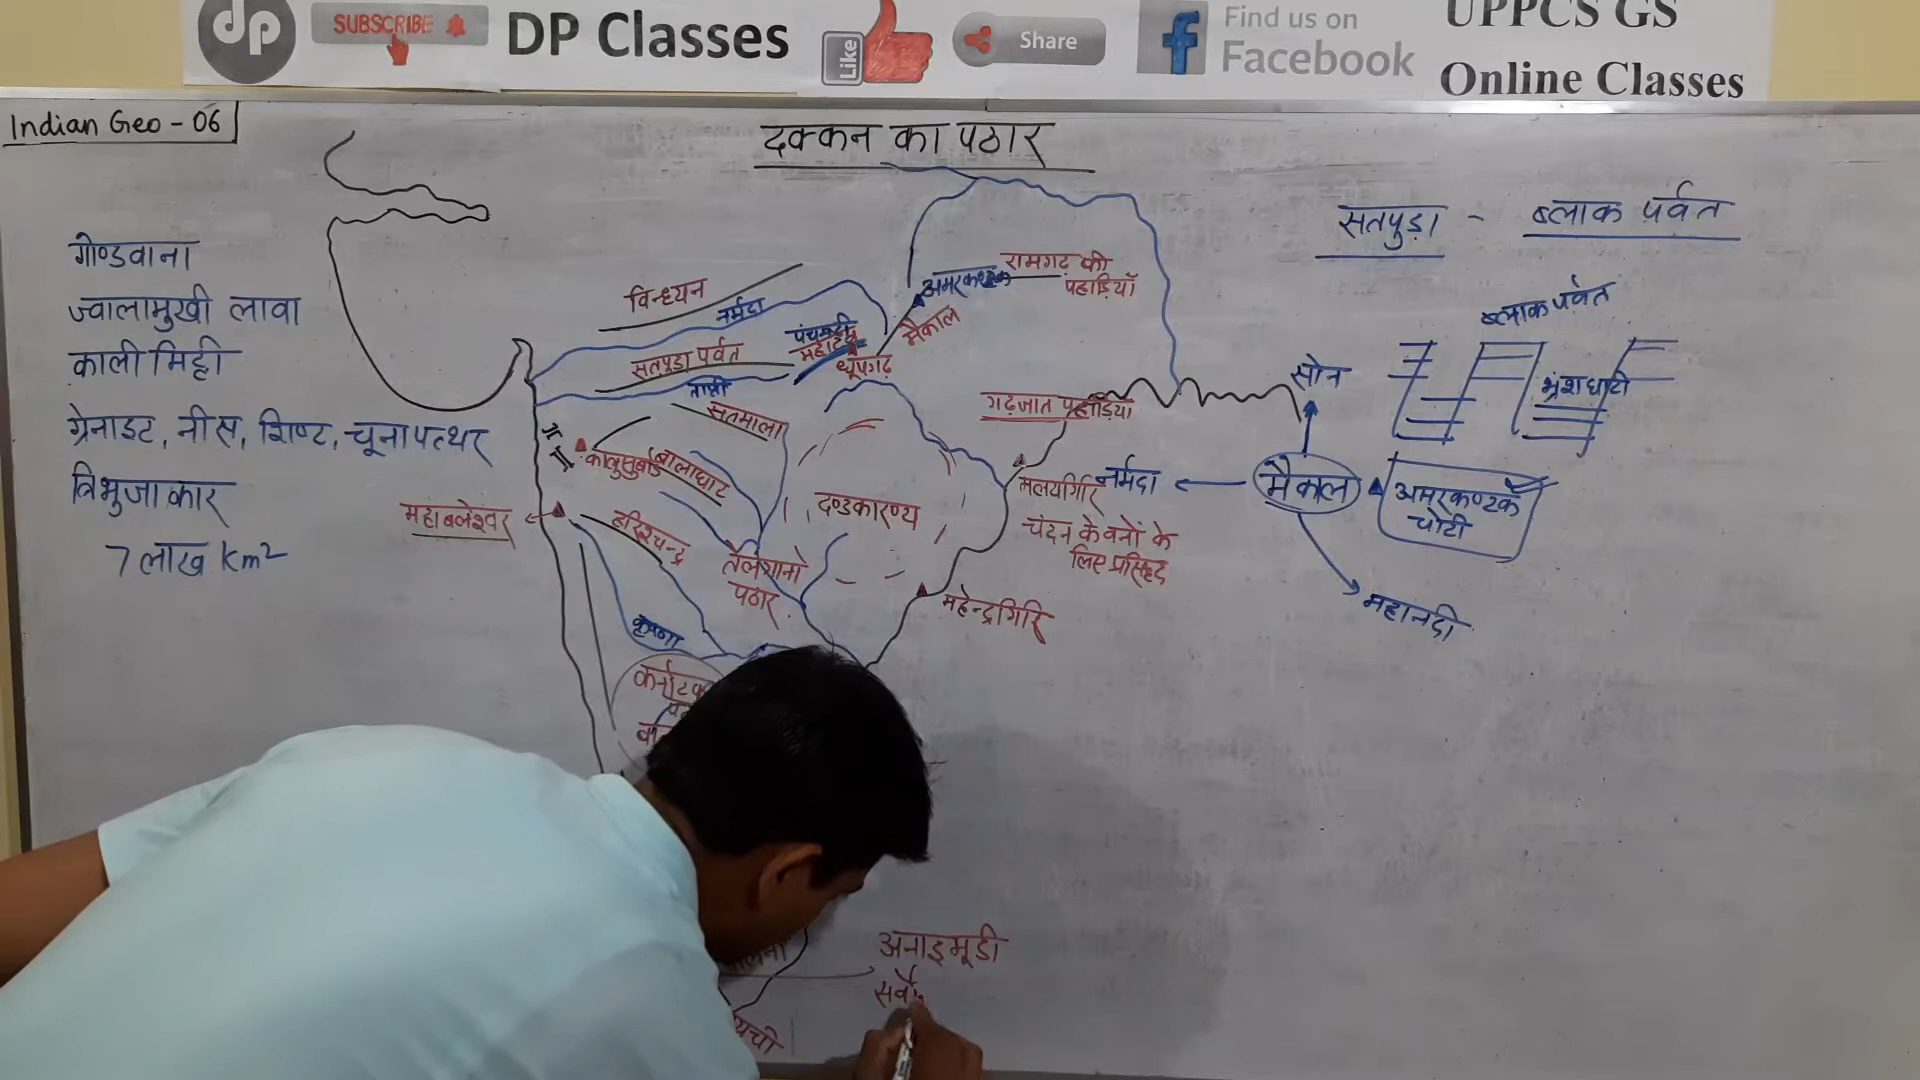 dp
SUBSCRIBE
DP Classes
Like
Share
Find us on
Facebook
UPPCS GS
Online Classes
Indian Geo - 06
दक्कन का पठार
गोण्डवाना
ज्वालामुखी लावा
काली मिट्टी
ग्रेनाइट, नीस, शिष्ट, चूना पत्थर
त्रिभुजाकार
7 लाख km²
विन्ध्यन
नर्मदा
सतपुड़ा पर्वत
पंचमढ़ी
धूपगढ़
ताप्ती
मैकाल
अमरकण्टक
रामगढ़ की
पहाड़ियाँ
सतमाला
बालाघाट
महाबलेश्वर
हरिश्चन्द्र
दण्डकारण्य
तेलंगाना
पठार
कृष्णा
गढ़जात पहाड़ियाँ
मलयगिरि
चंदन के वनों के
लिए प्रसिद्ध
महेन्द्रगिरि
अनाइमूडी
सतपुड़ा - ब्लाक पर्वत
ब्लाक पर्वत
भ्रंश घाटी
सोन
नर्मदा
मैकाल
अमरकण्टक
चोटी
महानदी